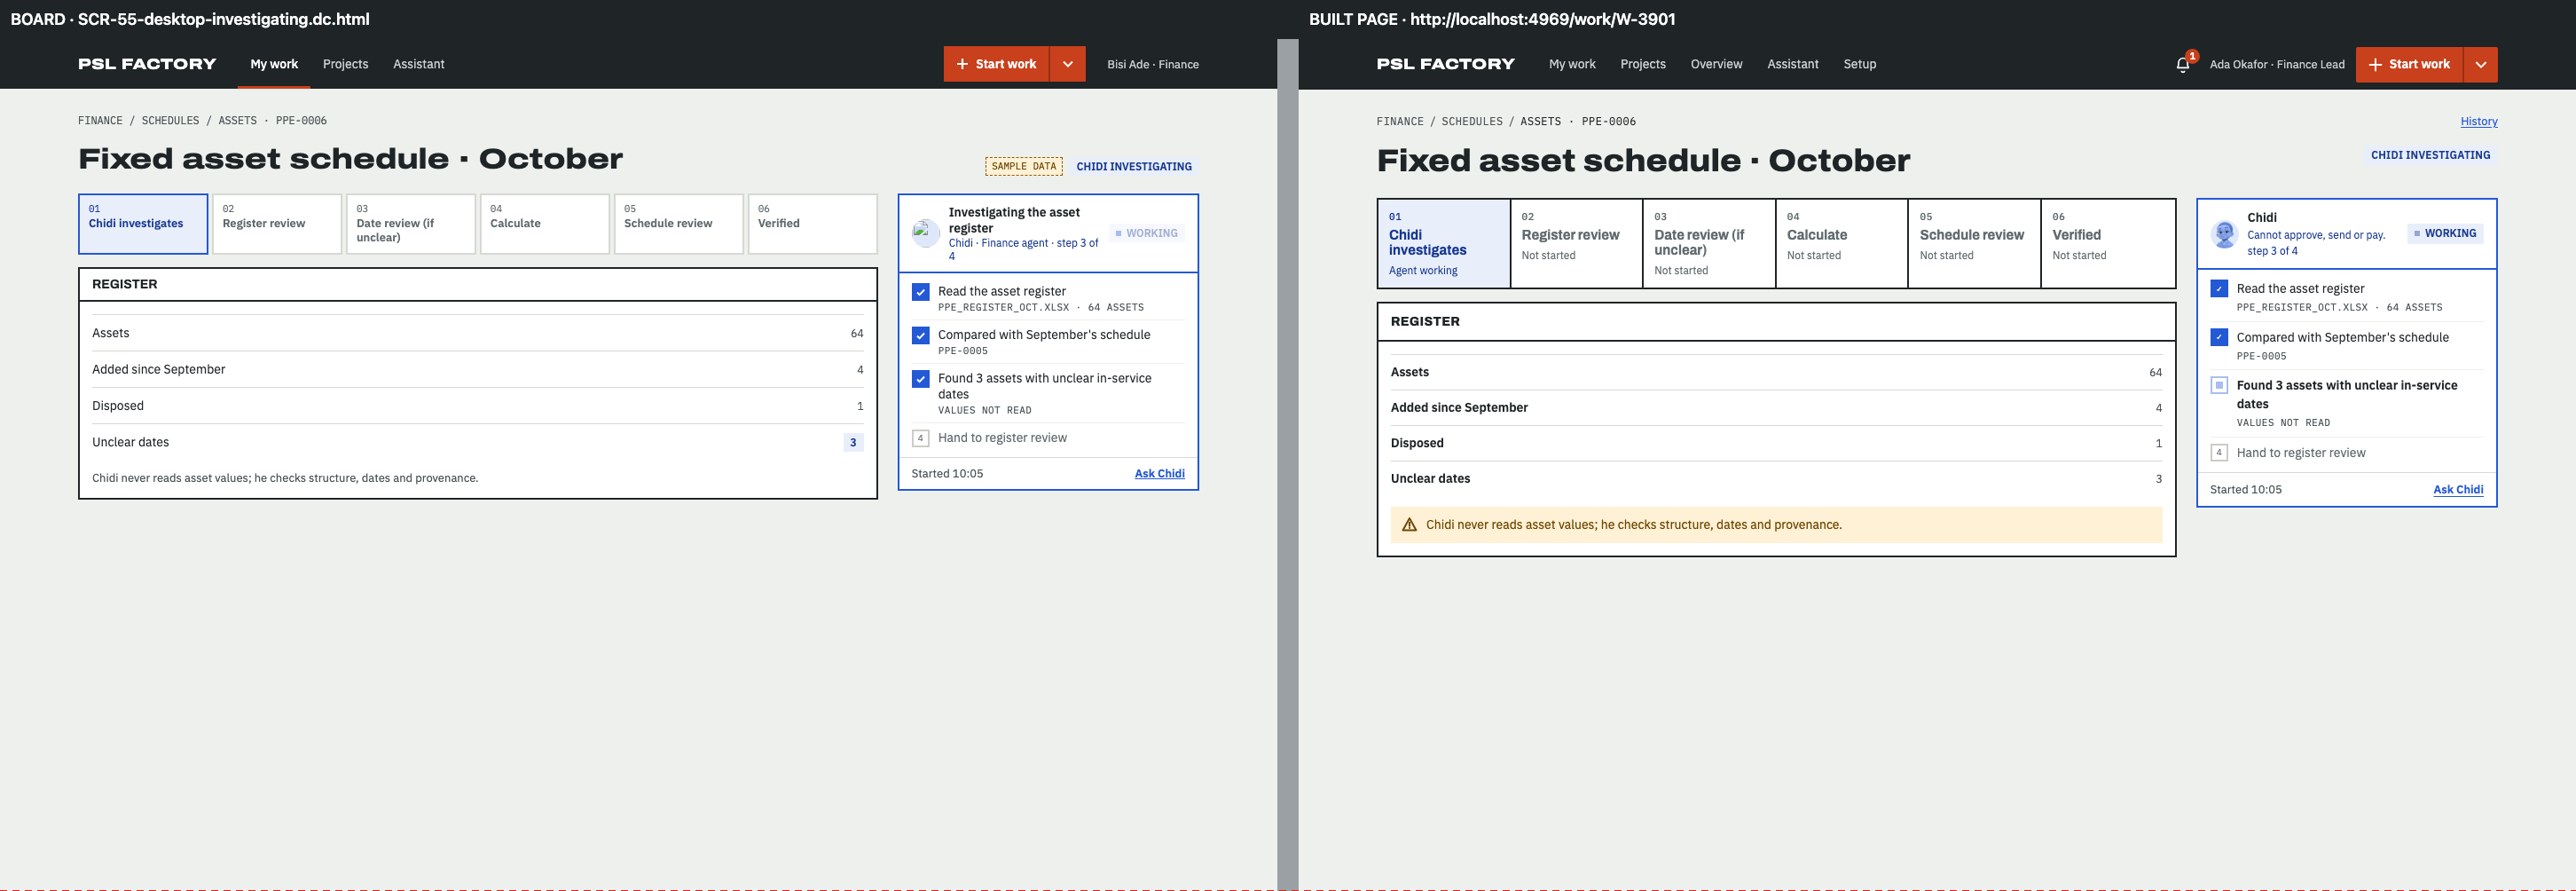 BOARD · SCR-55-desktop-investigating.dc.html
PSL FACTORY
My work
Projects
Assistant
Start work
Bisi Ade · Finance
FINANCE / SCHEDULES / ASSETS · PPE-0006
Fixed asset schedule · October
SAMPLE DATA
CHIDI INVESTIGATING
01
Chidi investigates
02
Register review
03
Date review (if
unclear)
04
Calculate
05
Schedule review
06
Verified
REGISTER
Assets 64
Added since September 4
Disposed 1
Unclear dates 3
Chidi never reads asset values; he checks structure, dates and provenance.
Investigating the asset
register
Chidi · Finance agent · step 3 of
4
WORKING
Read the asset register
PPE_REGISTER_OCT.XLSX · 64 ASSETS
Compared with September's schedule
PPE-0005
Found 3 assets with unclear in-service
dates
VALUES NOT READ
4 Hand to register review
Started 10:05
Ask Chidi
BUILT PAGE · http://localhost:4969/work/W-3901
PSL FACTORY
My work
Projects
Overview
Assistant
Setup
1
Ada Okafor · Finance Lead
Start work
FINANCE / SCHEDULES / ASSETS · PPE-0006
History
Fixed asset schedule · October
CHIDI INVESTIGATING
01
Chidi
investigates
Agent working
02
Register review
Not started
03
Date review (if
unclear)
Not started
04
Calculate
Not started
05
Schedule review
Not started
06
Verified
Not started
REGISTER
Assets 64
Added since September 4
Disposed 1
Unclear dates 3
Chidi never reads asset values; he checks structure, dates and provenance.
Chidi
Cannot approve, send or pay.
step 3 of 4
WORKING
Read the asset register
PPE_REGISTER_OCT.XLSX · 64 ASSETS
Compared with September's schedule
PPE-0005
Found 3 assets with unclear in-service
dates
VALUES NOT READ
4 Hand to register review
Started 10:05
Ask Chidi